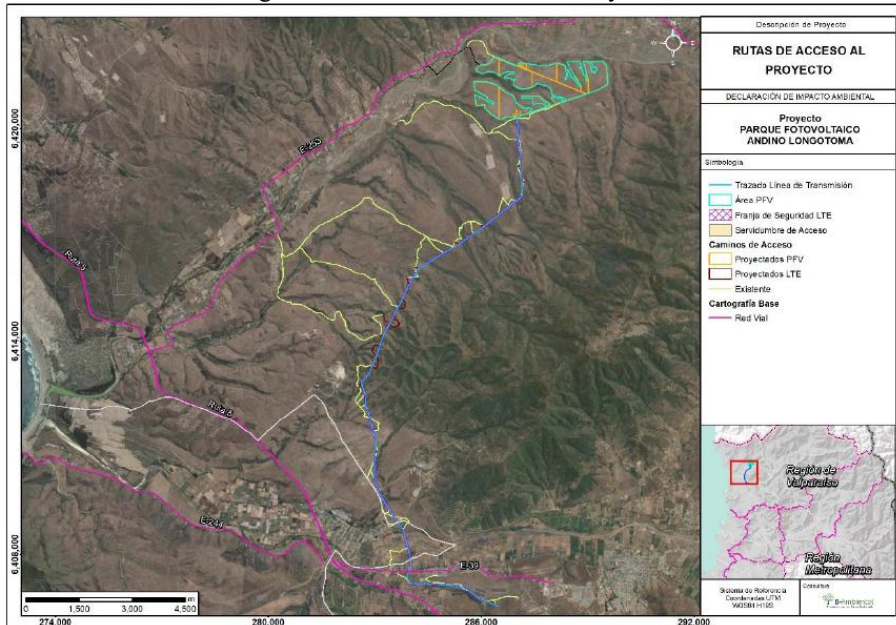 Descripción de Proyecto
RUTAS DE ACCESO AL
PROYECTO
DECLARACIÓN DE IMPACTO AMBIENTAL
Proyecto
PARQUE FOTOVOLTAICO
ANDINO LONGOTOMA
Simbología
Trazado Línea de Transmisión
Área PFV
Franja de Seguridad LTE
Servidumbre de Acceso
Caminos de Acceso
Proyectados PFV
Proyectados LTE
Existente
Cartografía Base
Red Vial
Región de
Valparaíso
Región
Metropolitana
Sistema de Referencia
Coordenadas UTM
WGS84 H19S
Consultora
N
W
E
S
E-253
Ruta-5
Ruta-5
E-30
6,420,000
6,414,000
6,408,000
0 1,500 3,000 4,500
m
274,000 280,000 286,000 292,000